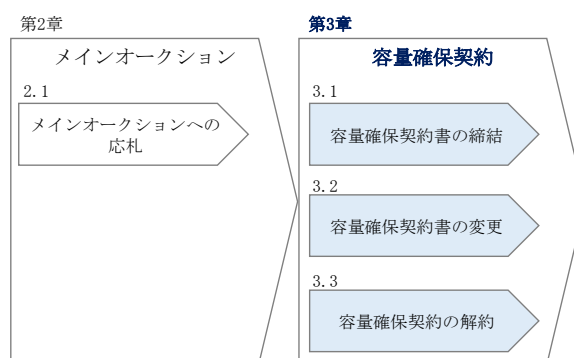 第2章
メインオークション
2.1
メインオークションへの
応札
第3章
容量確保契約
3.1
容量確保契約書の締結
3.2
容量確保契約書の変更
3.3
容量確保契約の解約